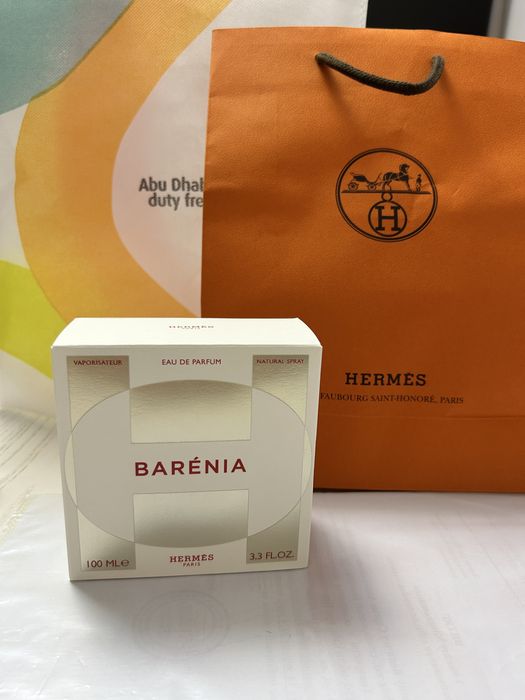 Abu Dhab
duty fre
H
HERMÈS
FAUBOURG SAINT-HONORÉ, PARIS
HERMÈS
VAPORISATEUR
EAU DE PARFUM
NATURAL SPRAY
BARÉNIA
100 ML℮
HERMÈS
PARIS
3.3 FL.OZ.